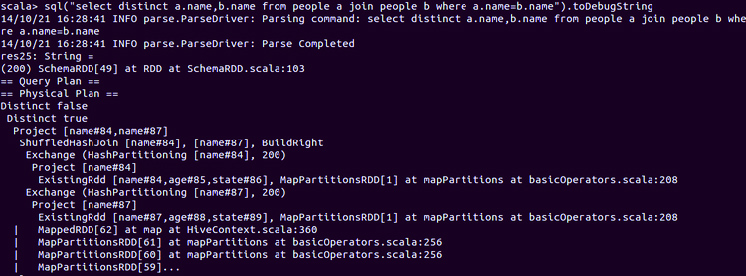 scala> sql("select distinct a.name,b.name from people a join people b where a.name=b.name").toDebugString
14/10/21 16:28:41 INFO parse.ParseDriver: Parsing command: select distinct a.name,b.name from people a join people b whe
re a.name=b.name
14/10/21 16:28:41 INFO parse.ParseDriver: Parse Completed
res25: String =
(200) SchemaRDD[49] at RDD at SchemaRDD.scala:103
== Query Plan ==
== Physical Plan ==
Distinct false
 Distinct true
  Project [name#84,name#87]
   ShuffledHashJoin [name#84], [name#87], BuildRight
    Exchange (HashPartitioning [name#84], 200)
     Project [name#84]
      ExistingRdd [name#84,age#85,state#86], MapPartitionsRDD[1] at mapPartitions at basicOperators.scala:208
    Exchange (HashPartitioning [name#87], 200)
     Project [name#87]
      ExistingRdd [name#87,age#88,state#89], MapPartitionsRDD[1] at mapPartitions at basicOperators.scala:208
  |   MappedRDD[62] at map at HiveContext.scala:360
  |   MapPartitionsRDD[61] at mapPartitions at basicOperators.scala:256
  |   MapPartitionsRDD[60] at mapPartitions at basicOperators.scala:256
  |   MapPartitionsRDD[59]...